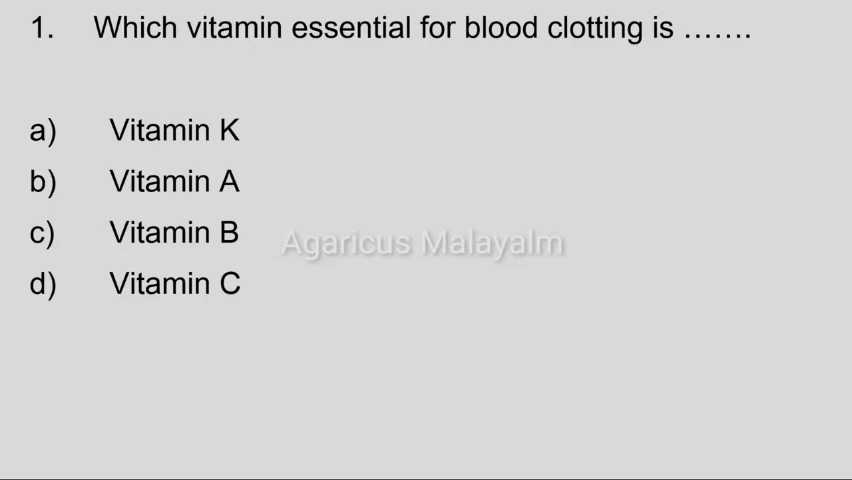 1. Which vitamin essential for blood clotting is .......
a) Vitamin K
b) Vitamin A
c) Vitamin B
Agaricus Malayalm
d) Vitamin C